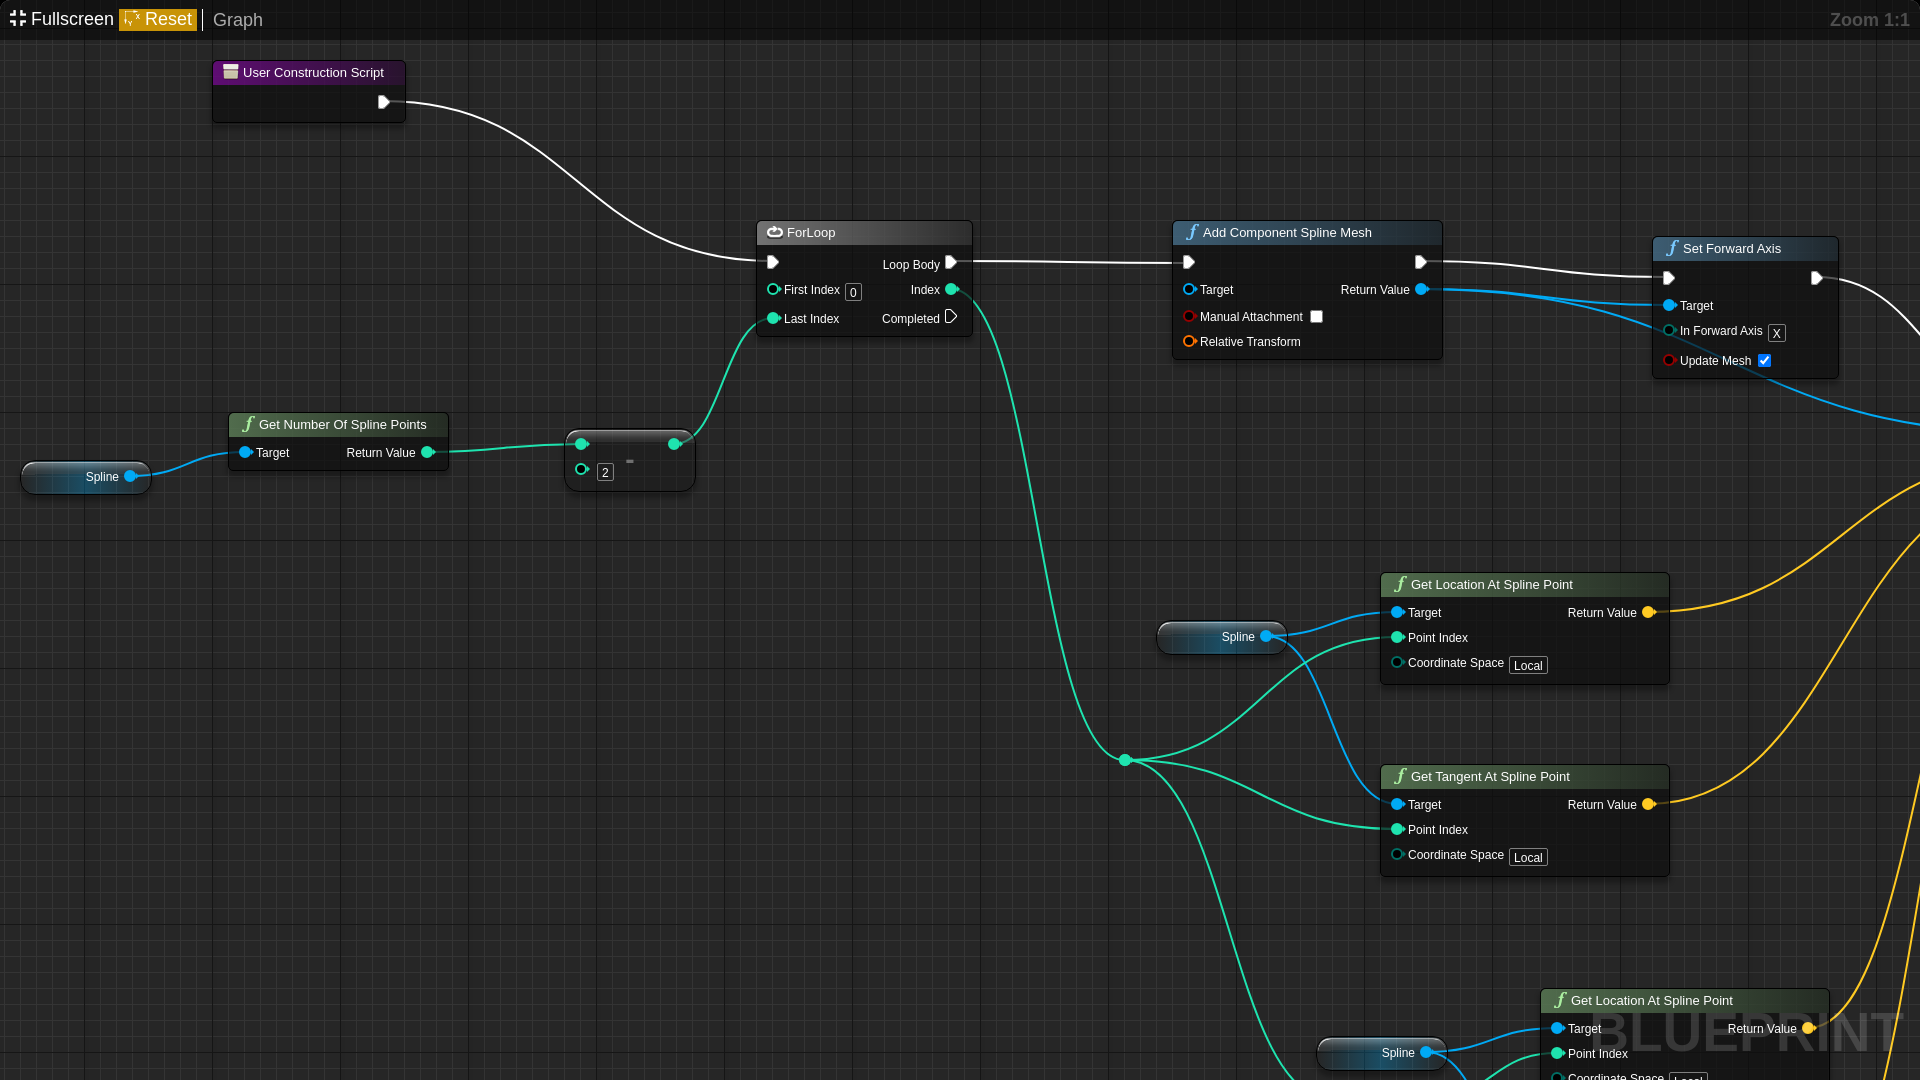 Fullscreen Reset Graph Zoom 1:1
User Construction Script
ForLoop
Loop Body
First Index 0 Index
Last Index Completed
Add Component Spline Mesh
Target Return Value
Manual Attachment
Relative Transform
Set Forward Axis
Target
In Forward Axis X
Update Mesh
Get Number Of Spline Points
Target Return Value
Spline
-
2
Get Location At Spline Point
Target Return Value
Point Index
Coordinate Space Local
Spline
Get Tangent At Spline Point
Target Return Value
Point Index
Coordinate Space Local
Get Location At Spline Point
Target Return Value
Point Index
Coordinate Space Local
Spline
BLUEPRINT